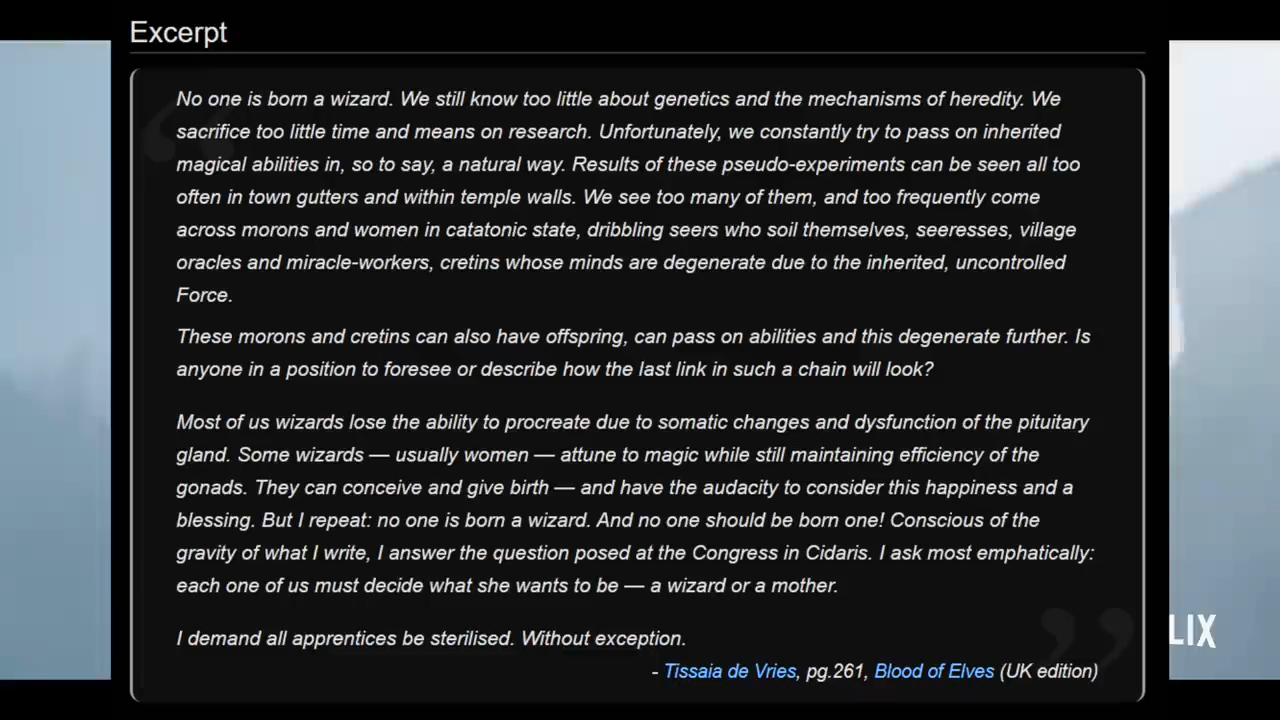 Excerpt
No one is born a wizard. We still know too little about genetics and the mechanisms of heredity. We
sacrifice too little time and means on research. Unfortunately, we constantly try to pass on inherited
magical abilities in, so to say, a natural way. Results of these pseudo-experiments can be seen all too
often in town gutters and within temple walls. We see too many of them, and too frequently come
across morons and women in catatonic state, dribbling seers who soil themselves, seeresses, village
oracles and miracle-workers, cretins whose minds are degenerate due to the inherited, uncontrolled
Force.
These morons and cretins can also have offspring, can pass on abilities and this degenerate further. Is
anyone in a position to foresee or describe how the last link in such a chain will look?
Most of us wizards lose the ability to procreate due to somatic changes and dysfunction of the pituitary
gland. Some wizards — usually women — attune to magic while still maintaining efficiency of the
gonads. They can conceive and give birth — and have the audacity to consider this happiness and a
blessing. But I repeat: no one is born a wizard. And no one should be born one! Conscious of the
gravity of what I write, I answer the question posed at the Congress in Cidaris. I ask most emphatically:
each one of us must decide what she wants to be — a wizard or a mother.
I demand all apprentices be sterilised. Without exception.
- Tissaia de Vries, pg.261, Blood of Elves (UK edition)
LIX